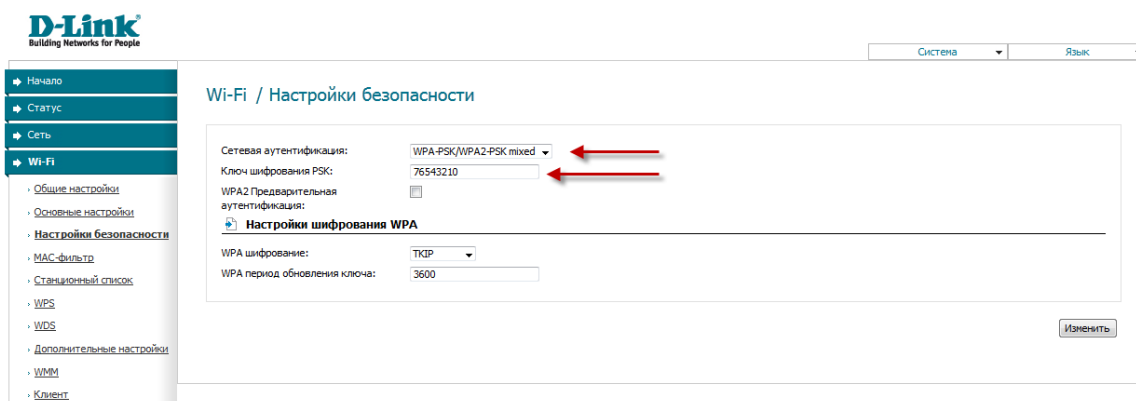 D-Link
Building Networks for People
Система
Язык
Начало
Статус
Сеть
Wi-Fi
Общие настройки
Основные настройки
Настройки безопасности
MAC-фильтр
Станционный список
WPS
WDS
Дополнительные настройки
WMM
Клиент
Wi-Fi / Настройки безопасности
Сетевая аутентификация: WPA-PSK/WPA2-PSK mixed
Ключ шифрования PSK: 76543210
WPA2 Предварительная
аутентификация:
Настройки шифрования WPA
WPA шифрование: TKIP
WPA период обновления ключа: 3600
Изменить